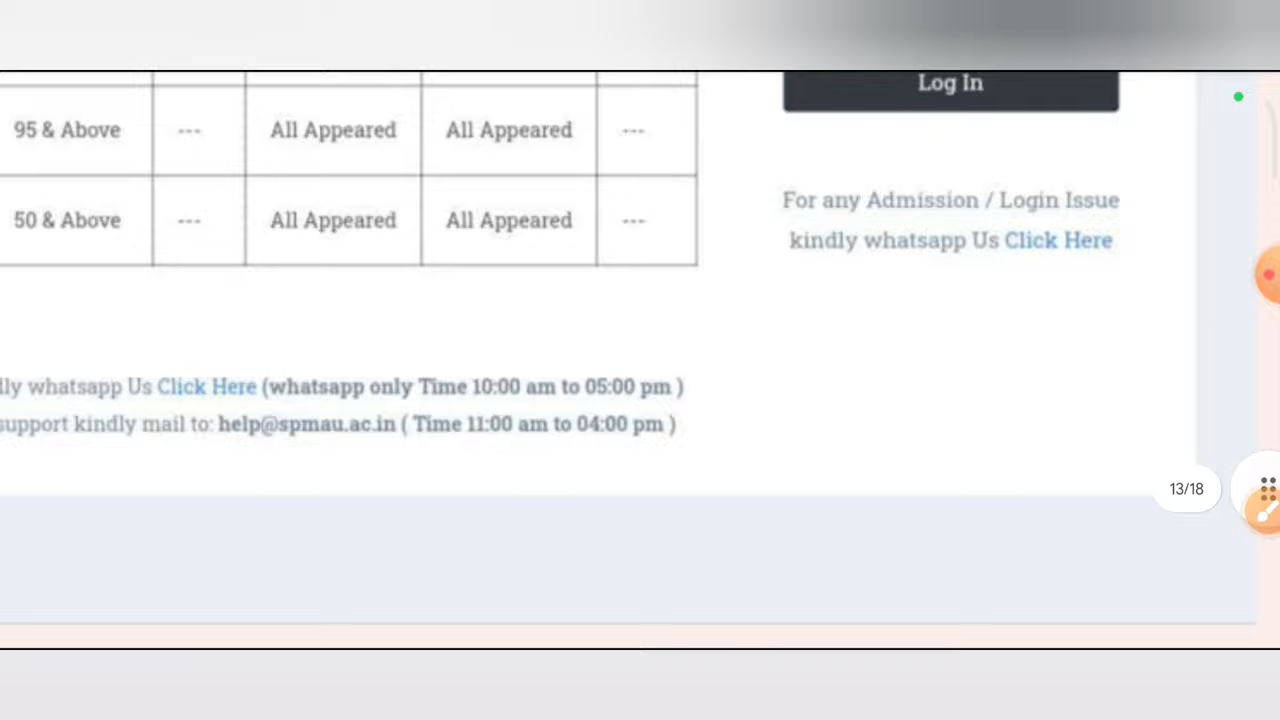 Log In
95 & Above --- All Appeared All Appeared ---
50 & Above --- All Appeared All Appeared ---
For any Admission / Login Issue
kindly whatsapp Us Click Here
whatsapp Us Click Here (whatsapp only Time 10:00 am to 05:00 pm )
support kindly mail to: help@spmau.ac.in ( Time 11:00 am to 04:00 pm )
13/18